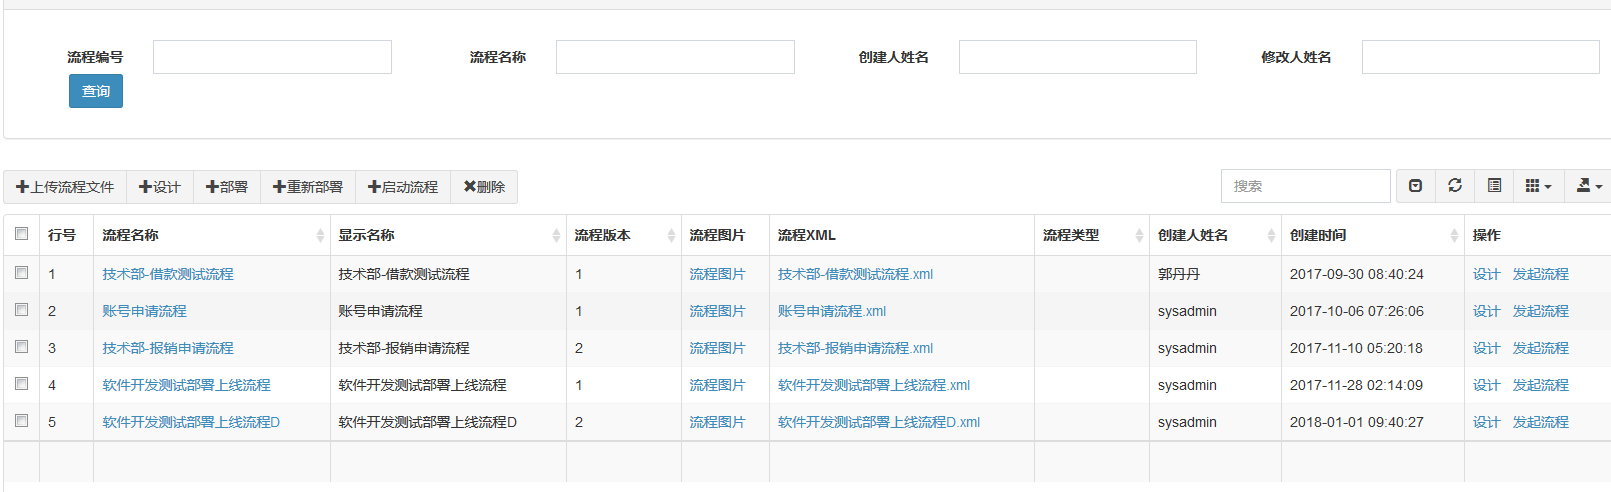 流程编号 流程名称 创建人姓名 修改人姓名
查询
上传流程文件 设计 部署 重新部署 启动流程 删除 搜索
行号 流程名称 显示名称 流程版本 流程图片 流程XML 流程类型 创建人姓名 创建时间 操作
1 技术部-借款测试流程 技术部-借款测试流程 1 流程图片 技术部-借款测试流程.xml 郭丹丹 2017-09-30 08:40:24 设计 发起流程
2 账号申请流程 账号申请流程 1 流程图片 账号申请流程.xml sysadmin 2017-10-06 07:26:06 设计 发起流程
3 技术部-报销申请流程 技术部-报销申请流程 2 流程图片 技术部-报销申请流程.xml sysadmin 2017-11-10 05:20:18 设计 发起流程
4 软件开发测试部署上线流程 软件开发测试部署上线流程 1 流程图片 软件开发测试部署上线流程.xml sysadmin 2017-11-28 02:14:09 设计 发起流程
5 软件开发测试部署上线流程D 软件开发测试部署上线流程D 2 流程图片 软件开发测试部署上线流程D.xml sysadmin 2018-01-01 09:40:27 设计 发起流程